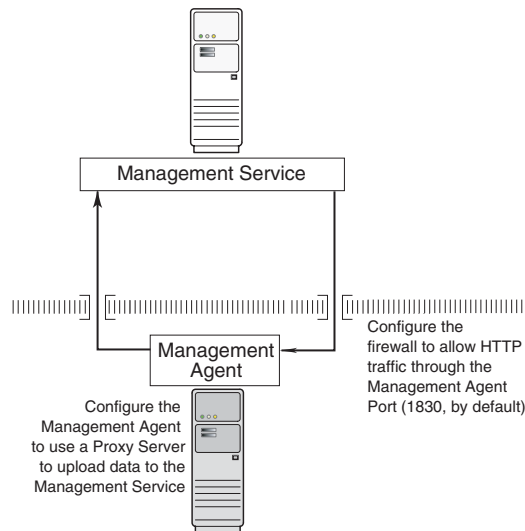 Management Service
Configure the
firewall to allow HTTP
traffic through the
Management Agent
Port (1830, by default)
Management
Agent
Configure the
Management Agent
to use a Proxy Server
to upload data to the
Management Service